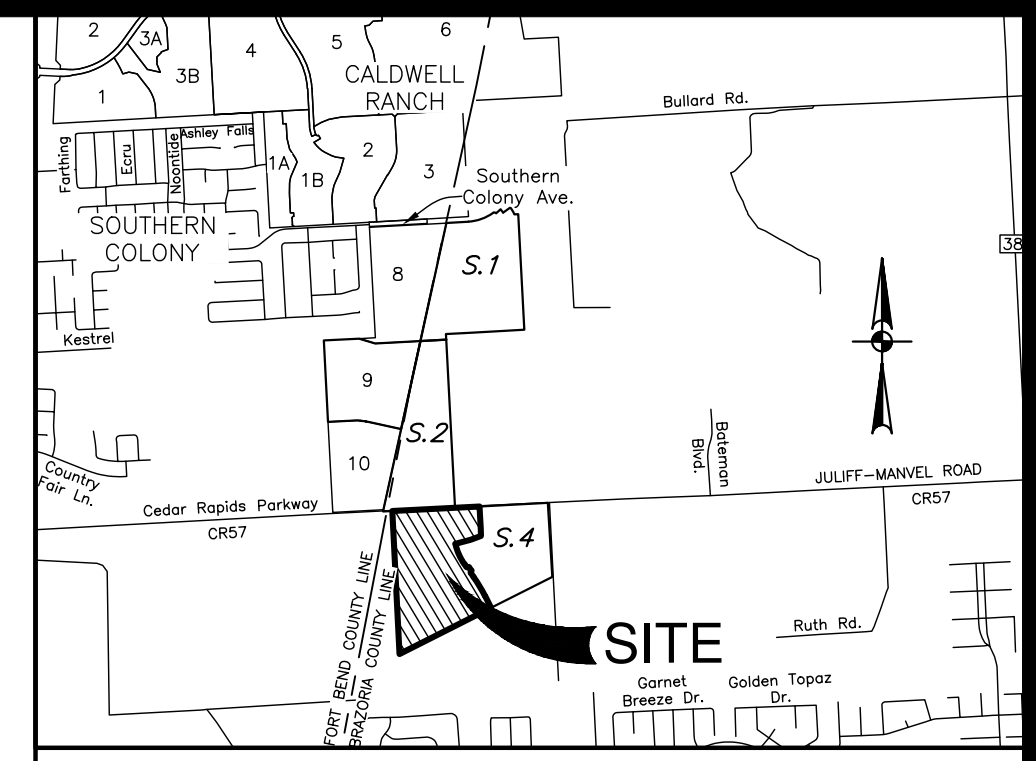 2
3A
3B
1
4
5
6
CALDWELL
RANCH
Bullard Rd.
Farthing
Ecru
Noontide
Ashley Falls
1A
1B
2
3
Southern
Colony Ave.
SOUTHERN
COLONY
38
8
S.1
Kestrel
9
S.2
10
Country
Fair Ln.
Bateman
Blvd.
Cedar Rapids Parkway
CR57
JULIFF-MANVEL ROAD
CR57
S.4
FORT BEND COUNTY LINE
BRAZORIA COUNTY LINE
SITE
Ruth Rd.
Garnet
Breeze Dr.
Golden Topaz
Dr.